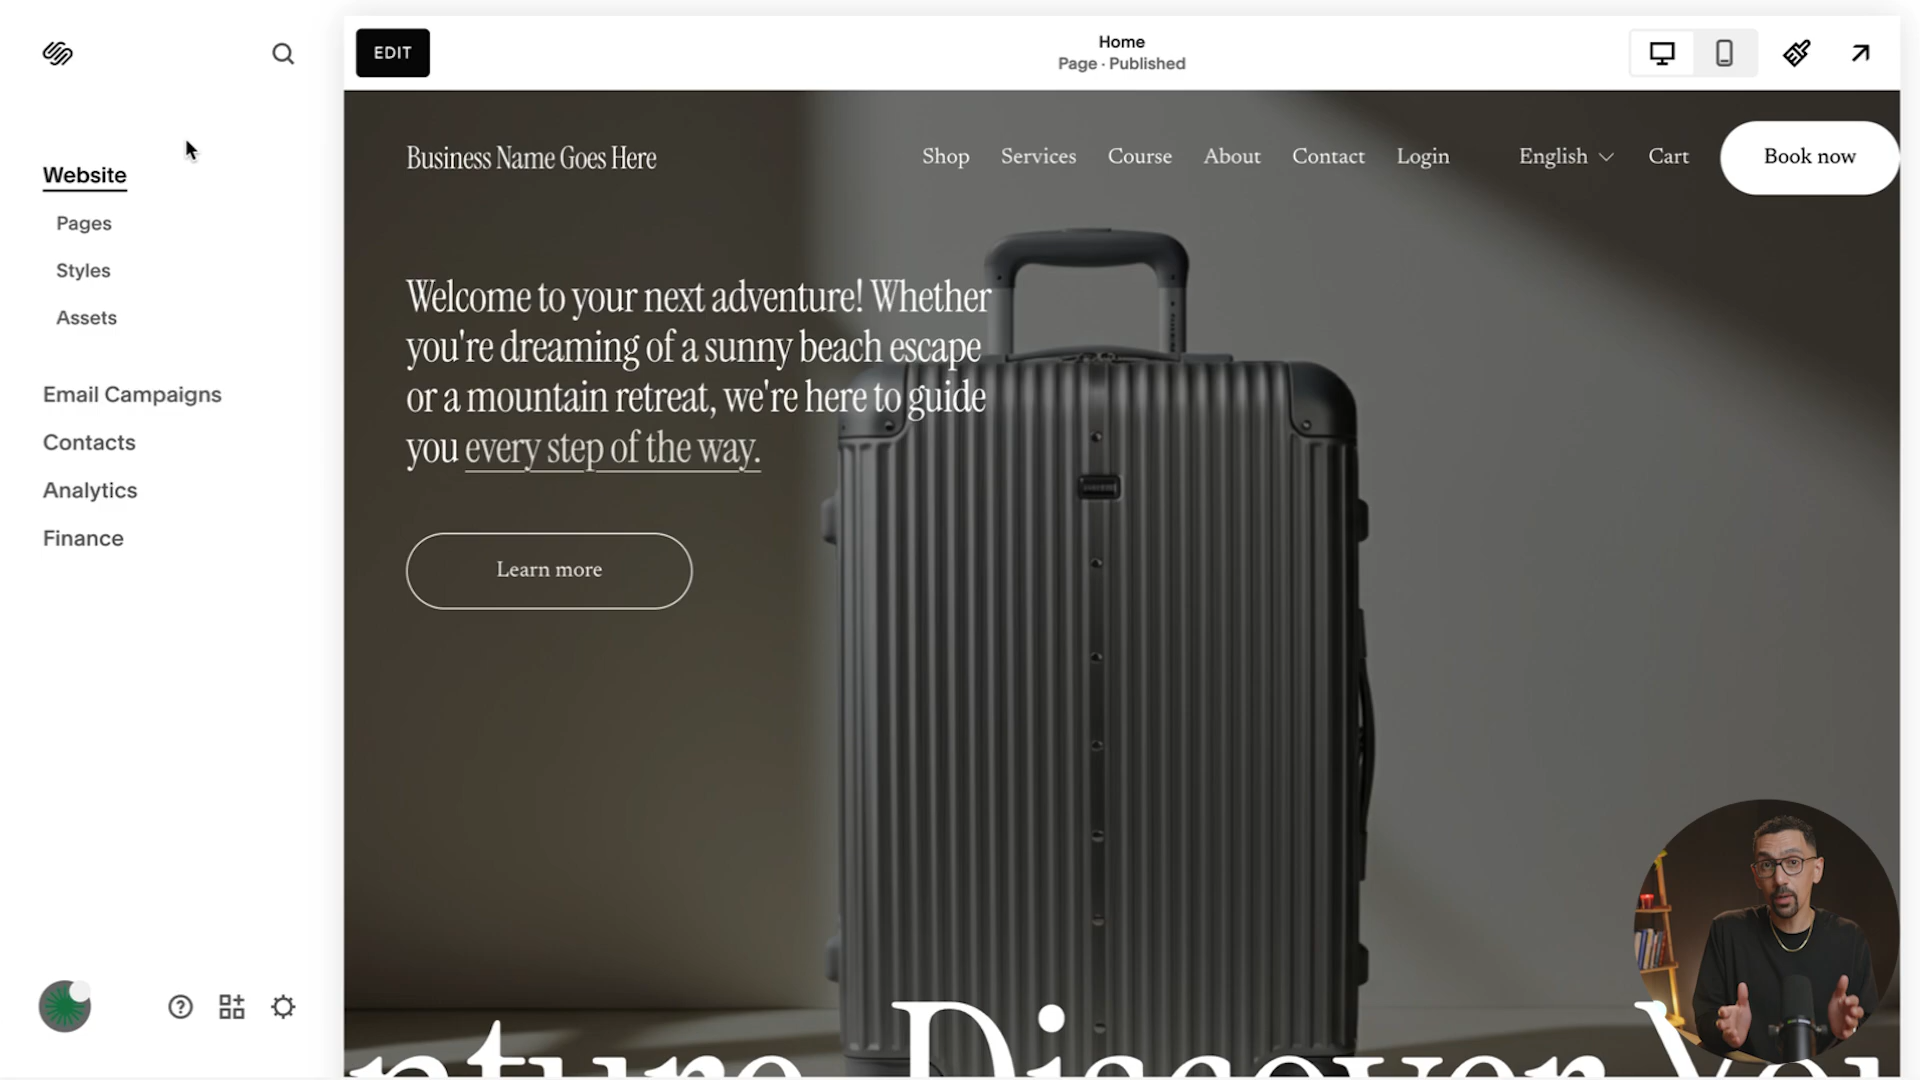 EDIT
Home
Page · Published
Website
Pages
Styles
Assets
Email Campaigns
Contacts
Analytics
Finance
Business Name Goes Here
Shop Services Course About Contact Login English Cart Book now
Welcome to your next adventure! Whether
you're dreaming of a sunny beach escape
or a mountain retreat, we're here to guide
you every step of the way.
Learn more
Discover